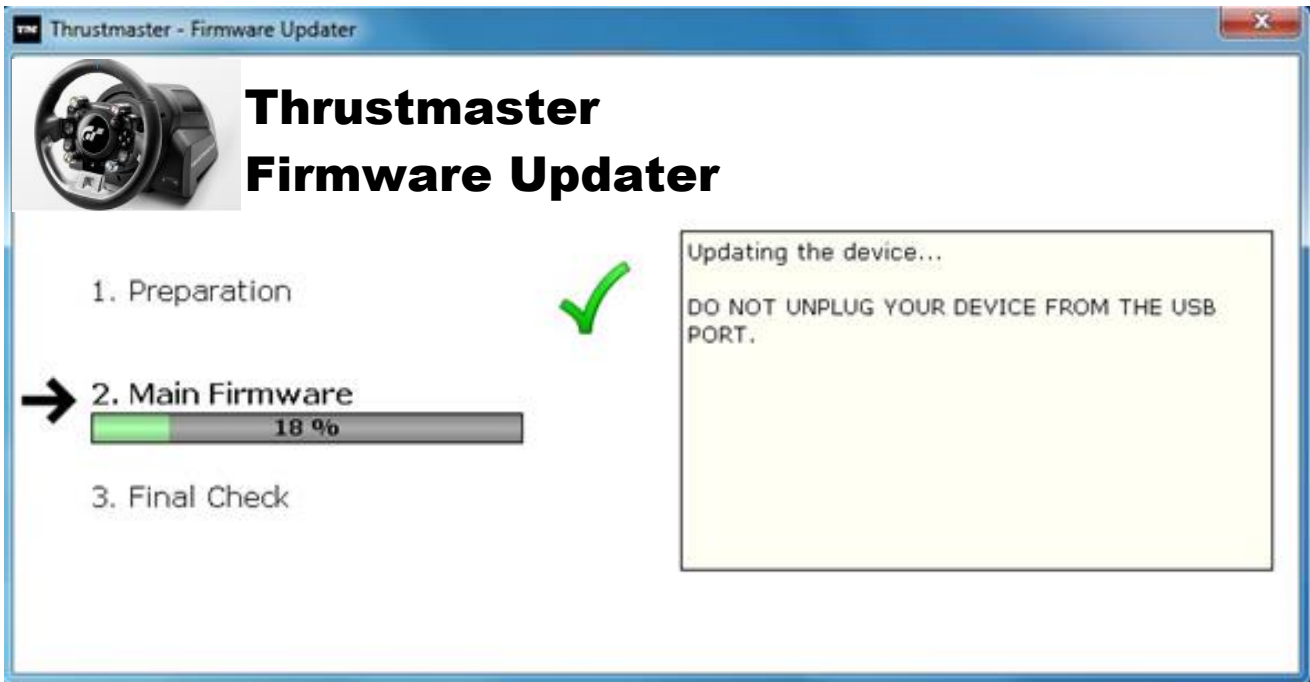 Thrustmaster - Firmware Updater
Thrustmaster
Firmware Updater
1. Preparation
2. Main Firmware
18 %
3. Final Check
Updating the device...
DO NOT UNPLUG YOUR DEVICE FROM THE USB
PORT.